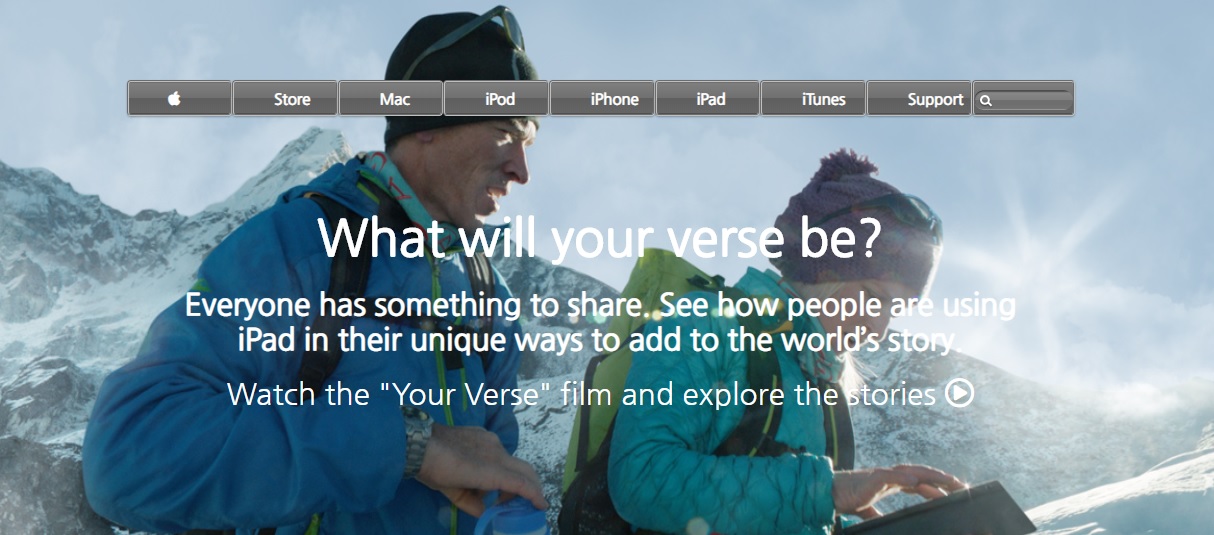 Store Mac iPod iPhone iPad iTunes Support
What will your verse be?
Everyone has something to share. See how people are using
iPad in their unique ways to add to the world’s story.
Watch the "Your Verse" film and explore the stories